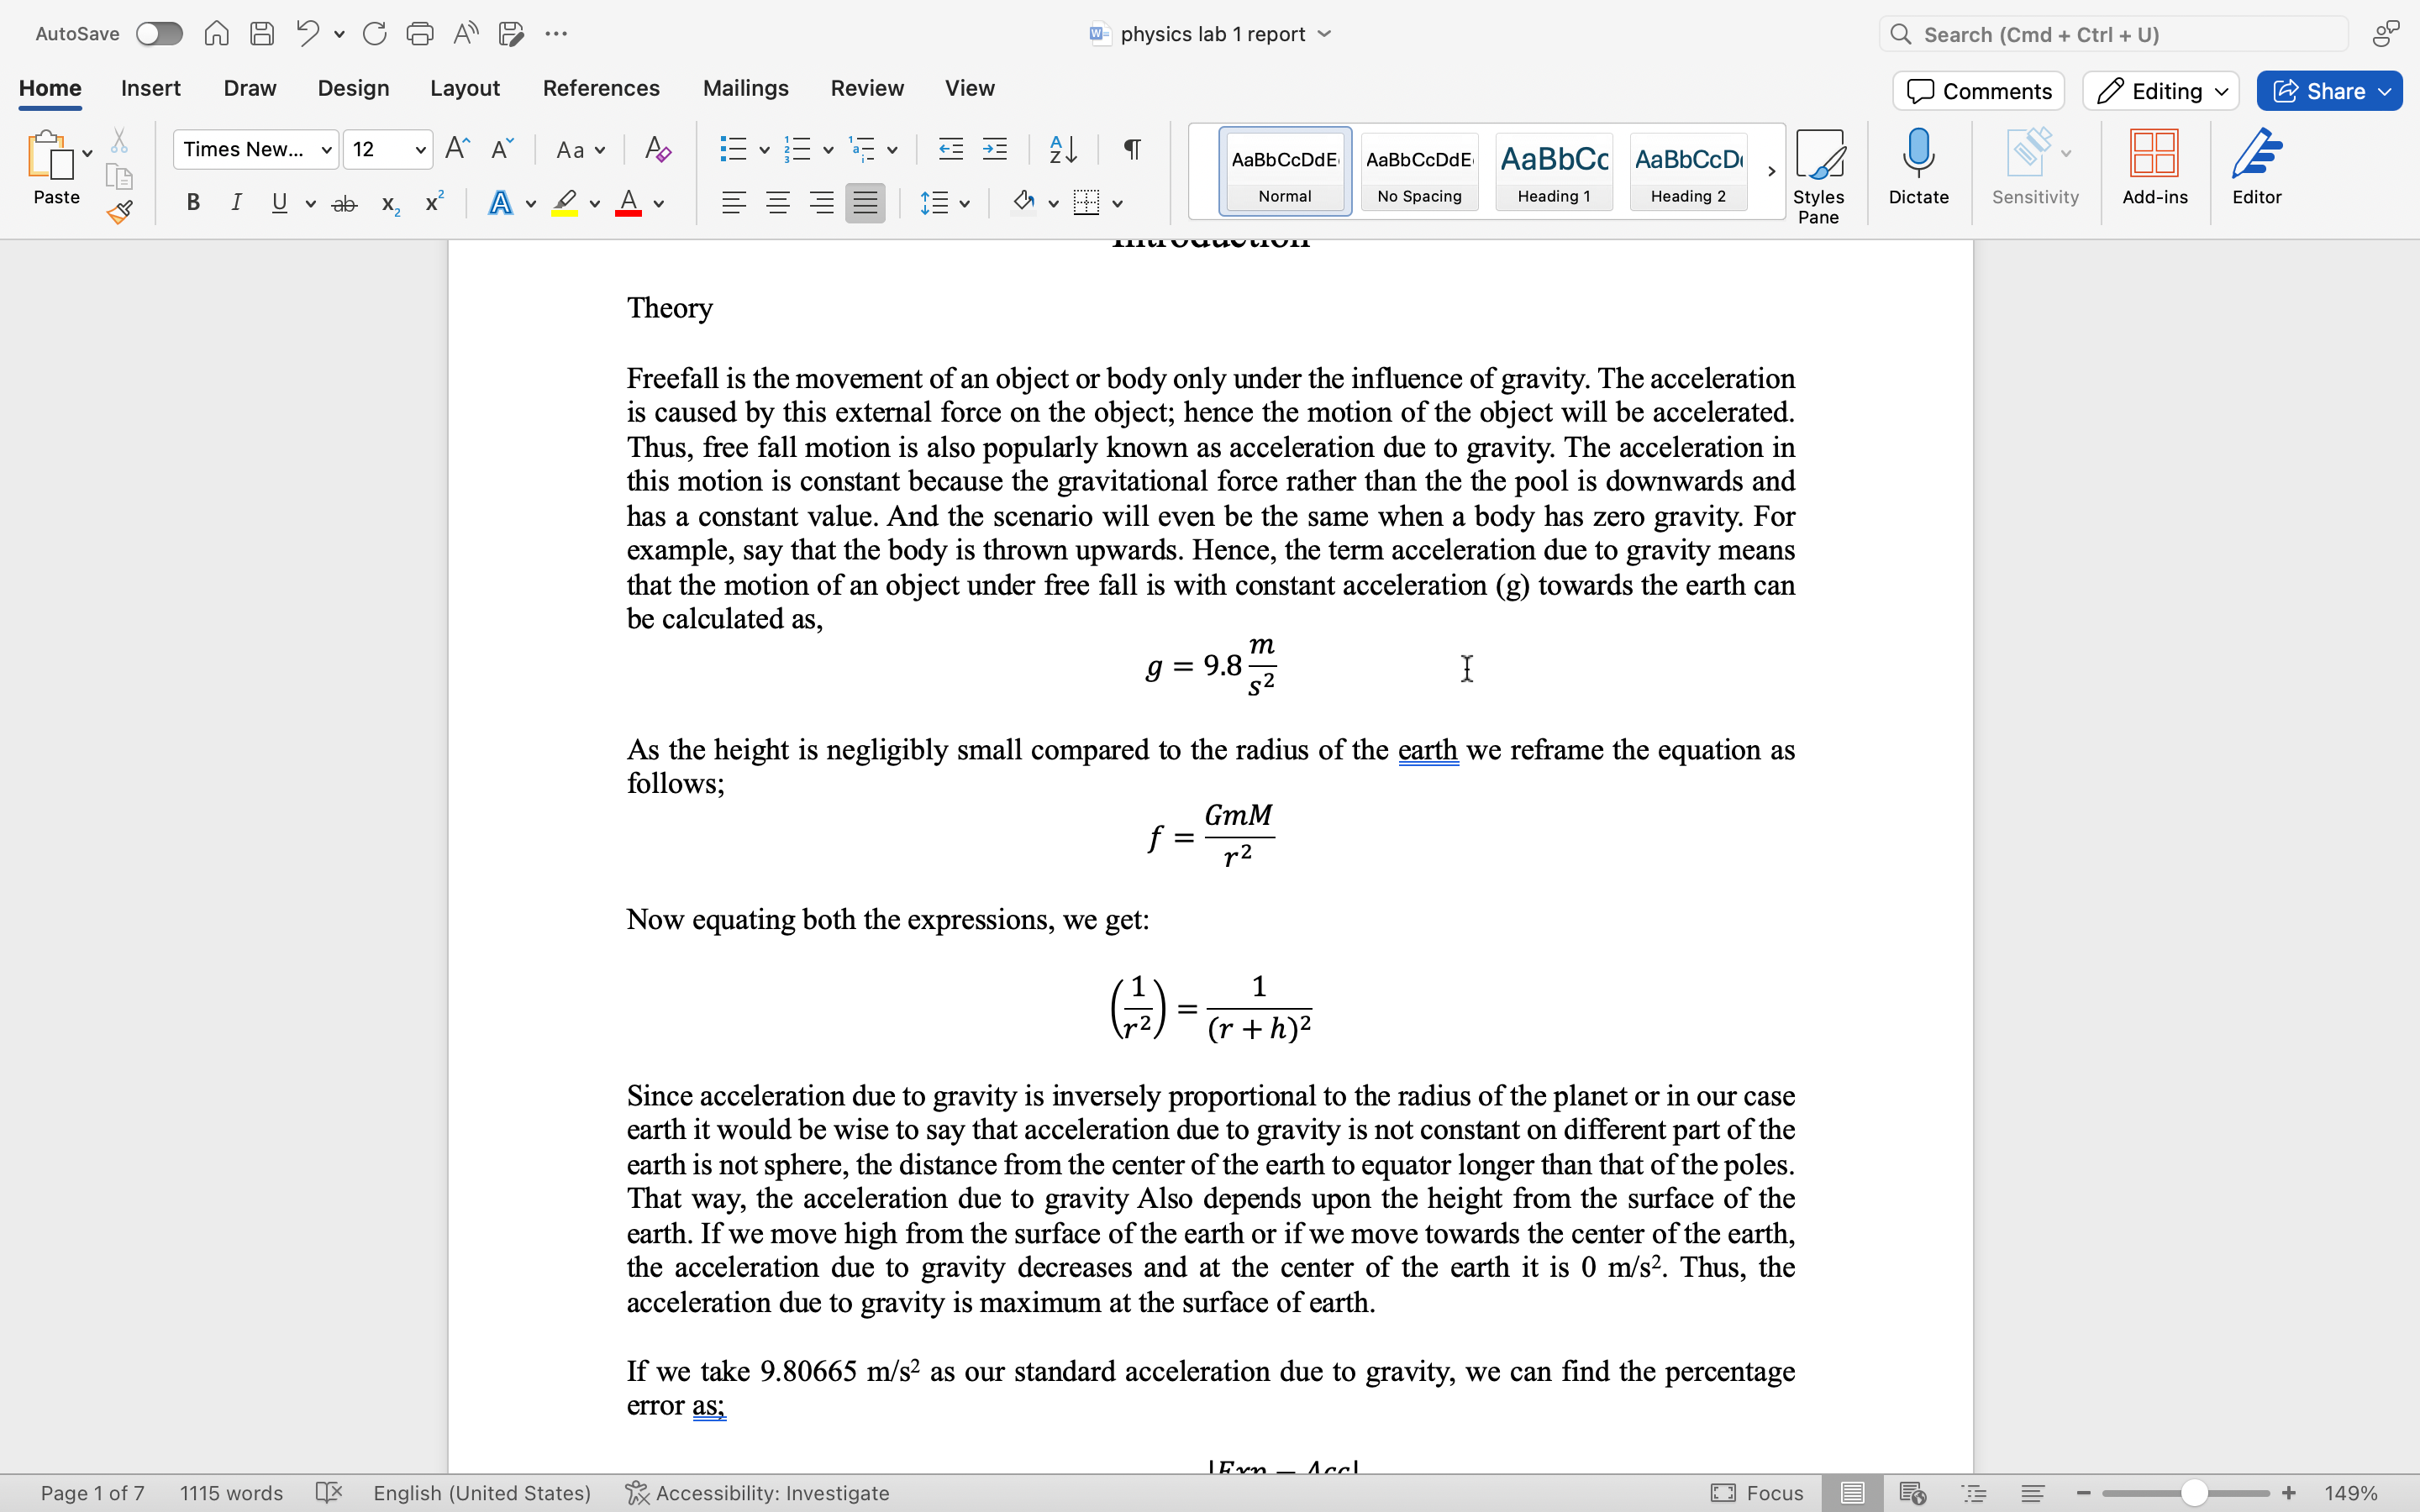 AutoSave
physics lab 1 report
Search (Cmd + Ctrl + U)
Home Insert Draw Design Layout References Mailings Review View
Comments Editing Share
Paste
Times New... 12 Aa
B I U ab x2 x2 A A
AaBbCcDdE AaBbCcDdE AaBbCc AaBbCcD
Normal No Spacing Heading 1 Heading 2
Styles Pane Dictate Sensitivity Add-ins Editor
Introduction
Theory
Freefall is the movement of an object or body only under the influence of gravity. The acceleration
is caused by this external force on the object; hence the motion of the object will be accelerated.
Thus, free fall motion is also popularly known as acceleration due to gravity. The acceleration in
this motion is constant because the gravitational force rather than the the pool is downwards and
has a constant value. And the scenario will even be the same when a body has zero gravity. For
example, say that the body is thrown upwards. Hence, the term acceleration due to gravity means
that the motion of an object under free fall is with constant acceleration (g) towards the earth can
be calculated as,
g = 9.8 m/s²
As the height is negligibly small compared to the radius of the earth we reframe the equation as
follows;
f = GmM/r²
Now equating both the expressions, we get:
(1/r²) = 1/(r + h)²
Since acceleration due to gravity is inversely proportional to the radius of the planet or in our case
earth it would be wise to say that acceleration due to gravity is not constant on different part of the
earth is not sphere, the distance from the center of the earth to equator longer than that of the poles.
That way, the acceleration due to gravity Also depends upon the height from the surface of the
earth. If we move high from the surface of the earth or if we move towards the center of the earth,
the acceleration due to gravity decreases and at the center of the earth it is 0 m/s². Thus, the
acceleration due to gravity is maximum at the surface of earth.
If we take 9.80665 m/s² as our standard acceleration due to gravity, we can find the percentage
error as;
|Exp − Acc|
Page 1 of 7 1115 words English (United States) Accessibility: Investigate Focus 149%